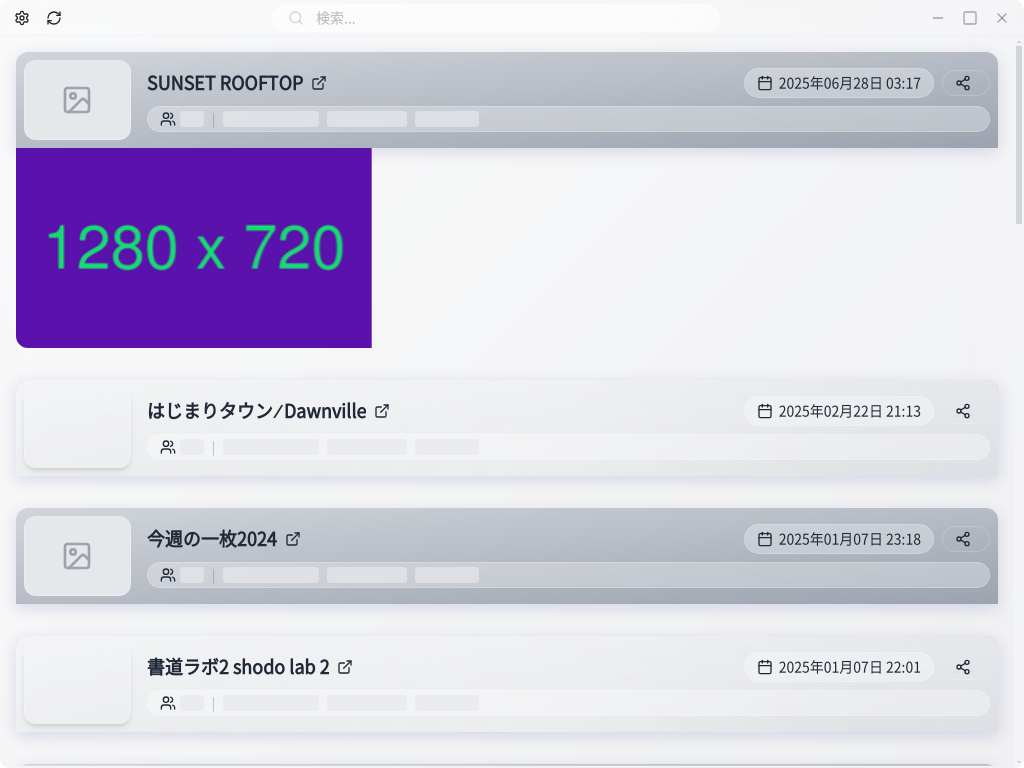 検索...
SUNSET ROOFTOP
2025年06月28日 03:17
1280 x 720
はじまりタウン⁄Dawnville
2025年02月22日 21:13
今週の一枚2024
2025年01月07日 23:18
書道ラボ2 shodo lab 2
2025年01月07日 22:01